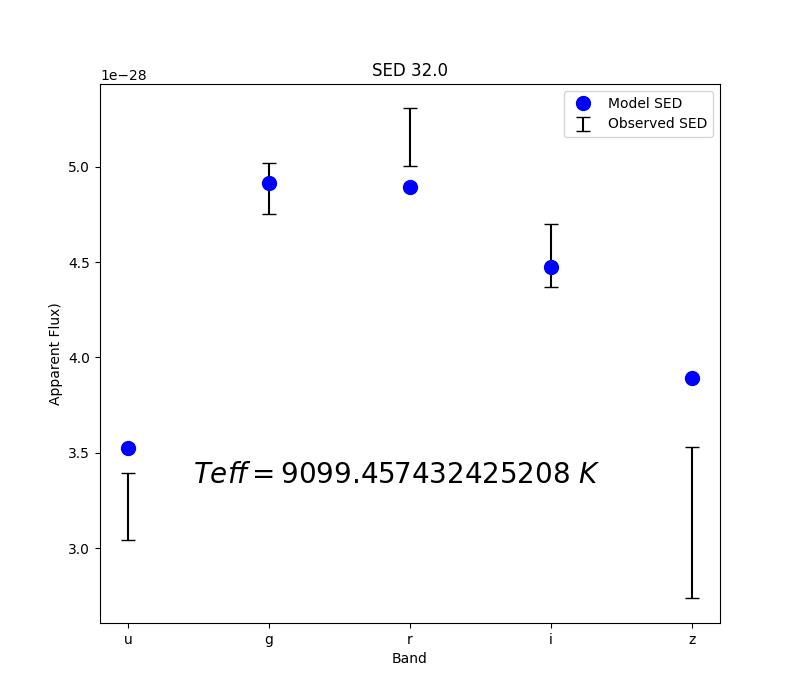 SED 32.0
1e−28
Model SED
Observed SED
5.0
4.5
4.0
3.5
3.0
Apparent Flux)
Teff = 9099.457432425208 K
u g r i z
Band